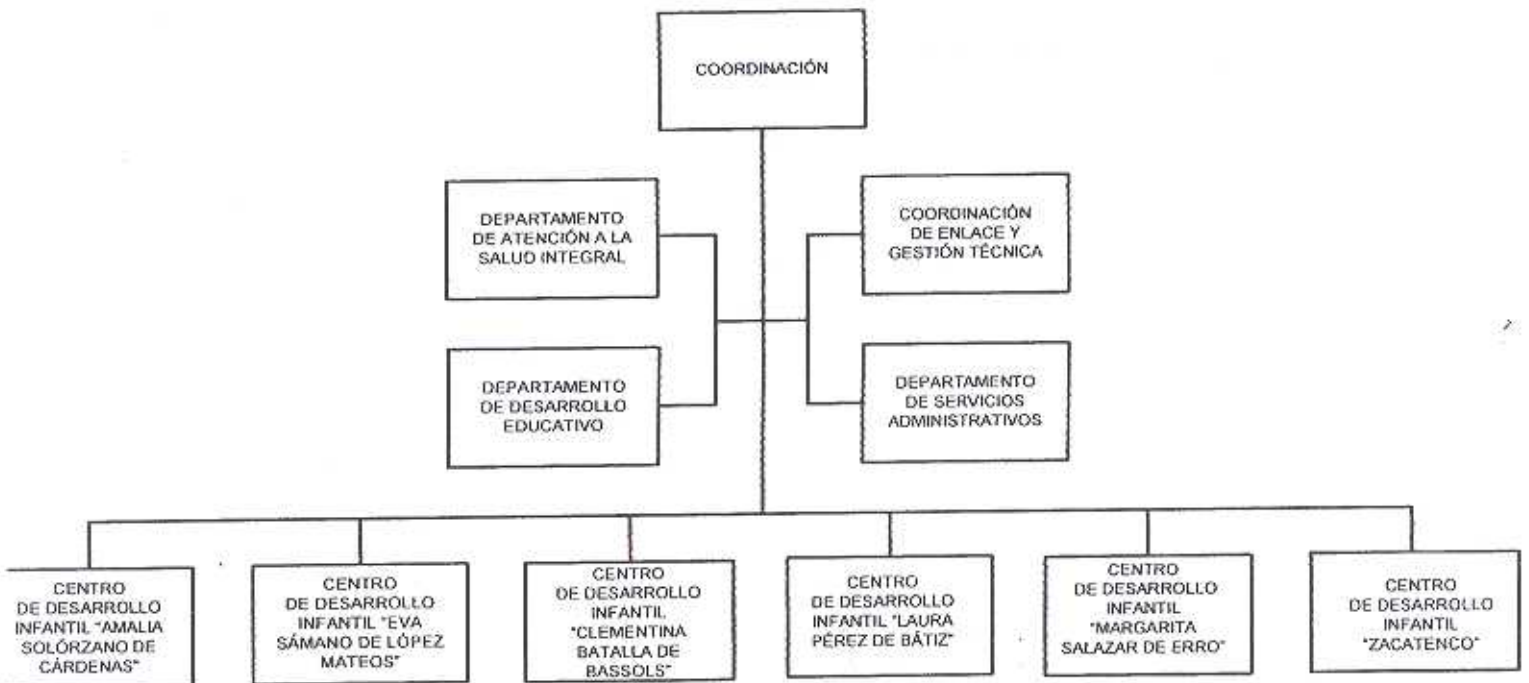 COORDINACIÓN
DEPARTAMENTO
DE ATENCIÓN A LA
SALUD INTEGRAL
COORDINACIÓN
DE ENLACE Y
GESTIÓN TÉCNICA
DEPARTAMENTO
DE DESARROLLO
EDUCATIVO
DEPARTAMENTO
DE SERVICIOS
ADMINISTRATIVOS
CENTRO
DE DESARROLLO
INFANTIL "AMALIA
SOLÓRZANO DE
CÁRDENAS"
CENTRO
DE DESARROLLO
INFANTIL "EVA
SÁMANO DE LÓPEZ
MATEOS"
CENTRO
DE DESARROLLO
INFANTIL
"CLEMENTINA
BATALLA DE
BASSOLS"
CENTRO
DE DESARROLLO
INFANTIL "LAURA
PÉREZ DE BÁTIZ"
CENTRO
DE DESARROLLO
INFANTIL
"MARGARITA
SALAZAR DE ERRO"
CENTRO
DE DESARROLLO
INFANTIL
"ZACATENCO"